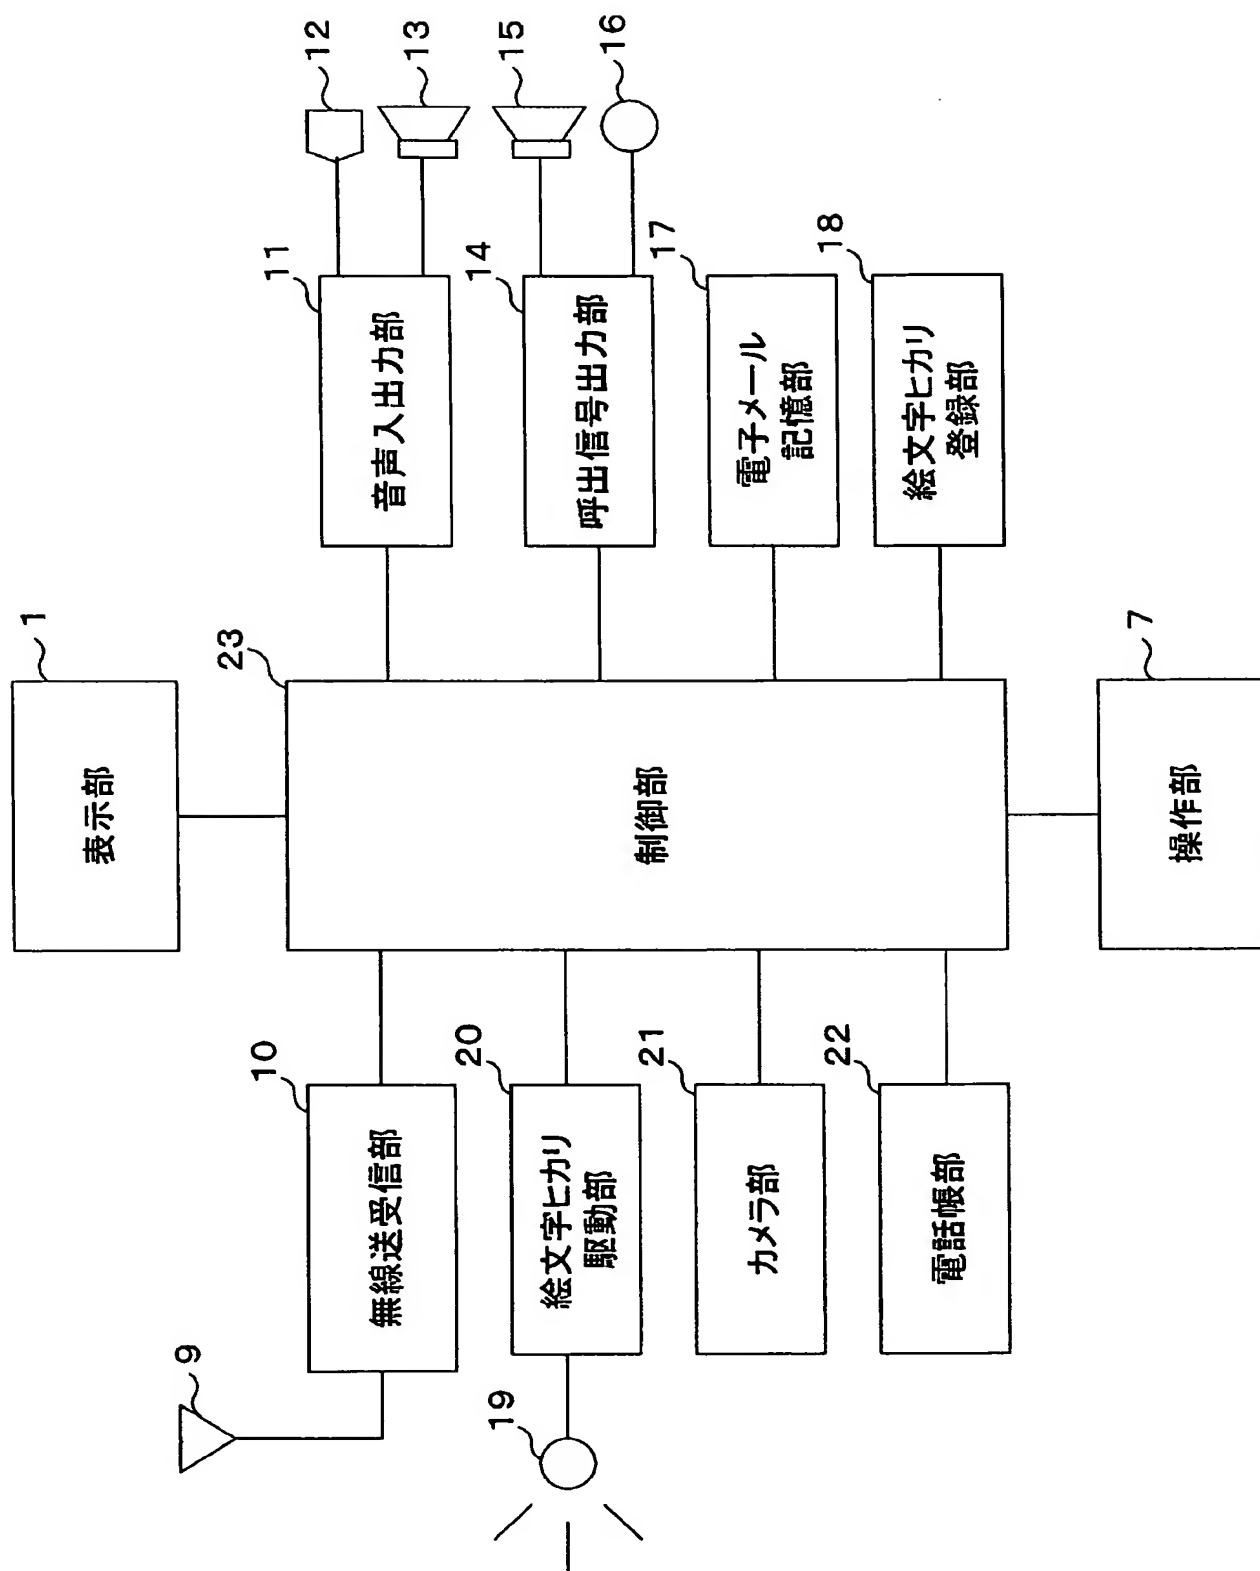 1
表示部
23
制御部
7
操作部
9
10
無線送受信部
19
20
絵文字ヒカリ
駆動部
21
カメラ部
22
電話帳部
11
音声入出力部
12
13
14
呼出信号出力部
15
16
17
電子メール
記憶部
18
絵文字ヒカリ
登録部